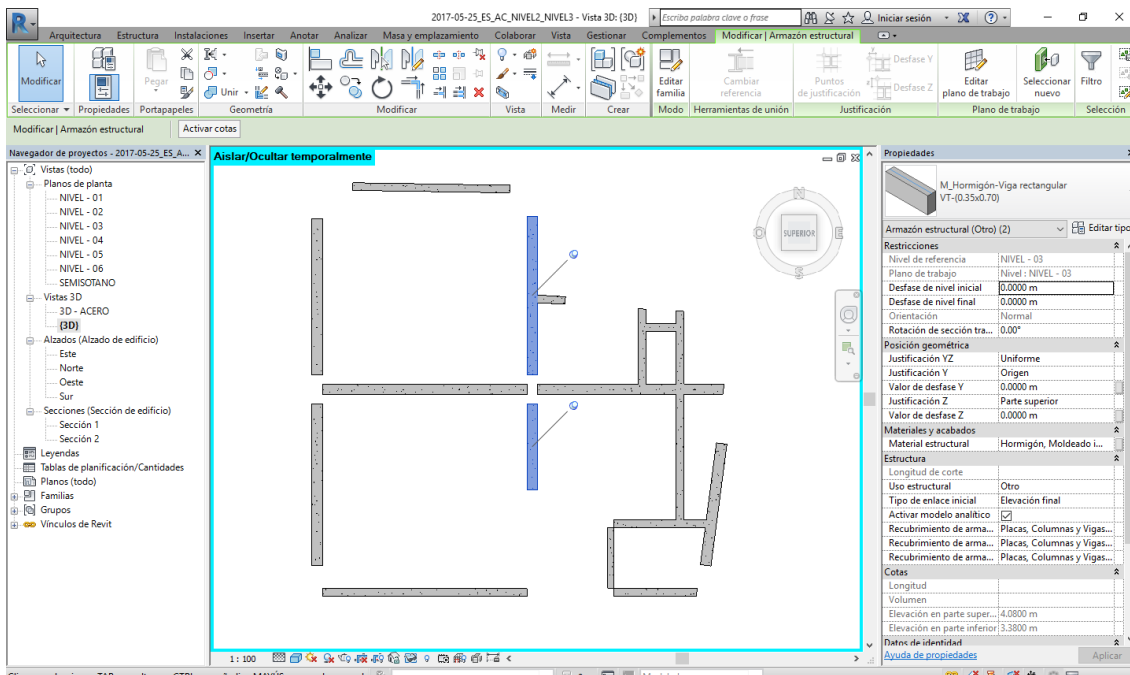 2017-05-25_ES_AC_NIVEL2_NIVEL3 - Vista 3D: {3D}
Escriba palabra clave o frase
Iniciar sesión
Arquitectura Estructura Instalaciones Insertar Anotar Analizar Masa y emplazamiento Colaborar Vista Gestionar Complementos Modificar | Armazón estructural
Modificar
Pegar
Unir
Editar familia
Cambiar referencia
Puntos de justificación
Desfase Y
Desfase Z
Editar plano de trabajo
Seleccionar nuevo
Filtro
Seleccionar Propiedades Portapapeles Geometría Modificar Vista Medir Crear Modo Herramientas de unión Justificación Plano de trabajo Selección
Modificar | Armazón estructural Activar cotas
Navegador de proyectos - 2017-05-25_ES_A...
Vistas (todo)
Planos de planta
NIVEL - 01
NIVEL - 02
NIVEL - 03
NIVEL - 04
NIVEL - 05
NIVEL - 06
SEMISOTANO
Vistas 3D
3D - ACERO
{3D}
Alzados (Alzado de edificio)
Este
Norte
Oeste
Sur
Secciones (Sección de edificio)
Sección 1
Sección 2
Leyendas
Tablas de planificación/Cantidades
Planos (todo)
Familias
Grupos
Vínculos de Revit
Aislar/Ocultar temporalmente
N
O
SUPERIOR
E
S
1 : 100
Propiedades
M_Hormigón-Viga rectangular
VT-(0.35x0.70)
Armazón estructural (Otro) (2) Editar tipo
Restricciones
Nivel de referencia NIVEL - 03
Plano de trabajo Nivel : NIVEL - 03
Desfase de nivel inicial 0.0000 m
Desfase de nivel final 0.0000 m
Orientación Normal
Rotación de sección tra... 0.00°
Posición geométrica
Justificación YZ Uniforme
Justificación Y Origen
Valor de desfase Y 0.0000 m
Justificación Z Parte superior
Valor de desfase Z 0.0000 m
Materiales y acabados
Material estructural Hormigón, Moldeado i...
Estructura
Longitud de corte
Uso estructural Otro
Tipo de enlace inicial Elevación final
Activar modelo analítico
Recubrimiento de arma... Placas, Columnas y Vigas...
Recubrimiento de arma... Placas, Columnas y Vigas...
Recubrimiento de arma... Placas, Columnas y Vigas...
Cotas
Longitud
Volumen
Elevación en parte super... 4.0800 m
Elevación en parte inferior 3.3800 m
Datos de identidad
Ayuda de propiedades Aplicar